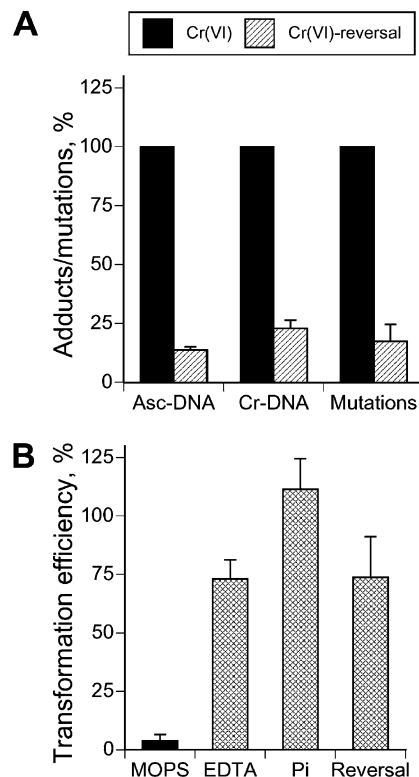 A
Cr(VI) Cr(VI)-reversal
Adducts/mutations, %
125
100
75
50
25
0
Asc-DNA Cr-DNA Mutations
B
Transformation efficiency, %
125
100
75
50
25
0
MOPS EDTA Pi Reversal